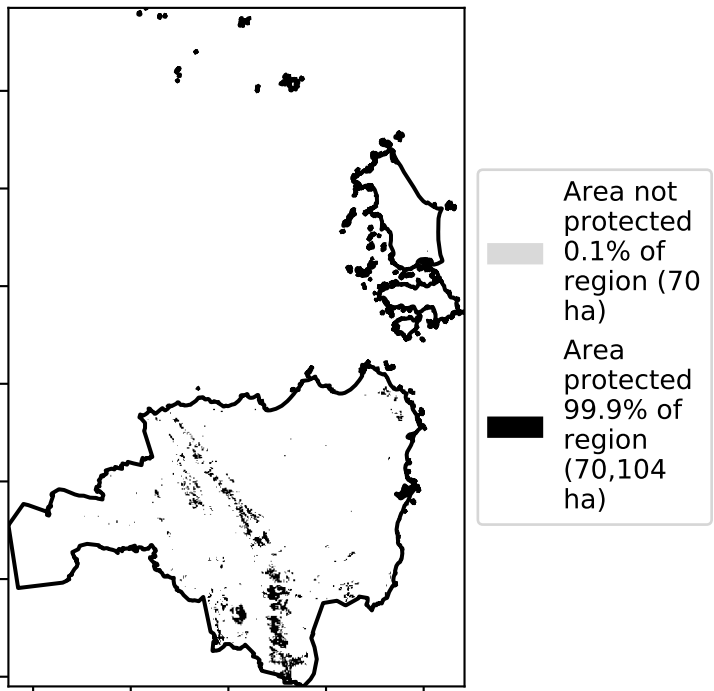 Area not
protected
0.1% of
region (70
ha)
Area
protected
99.9% of
region
(70,104
ha)